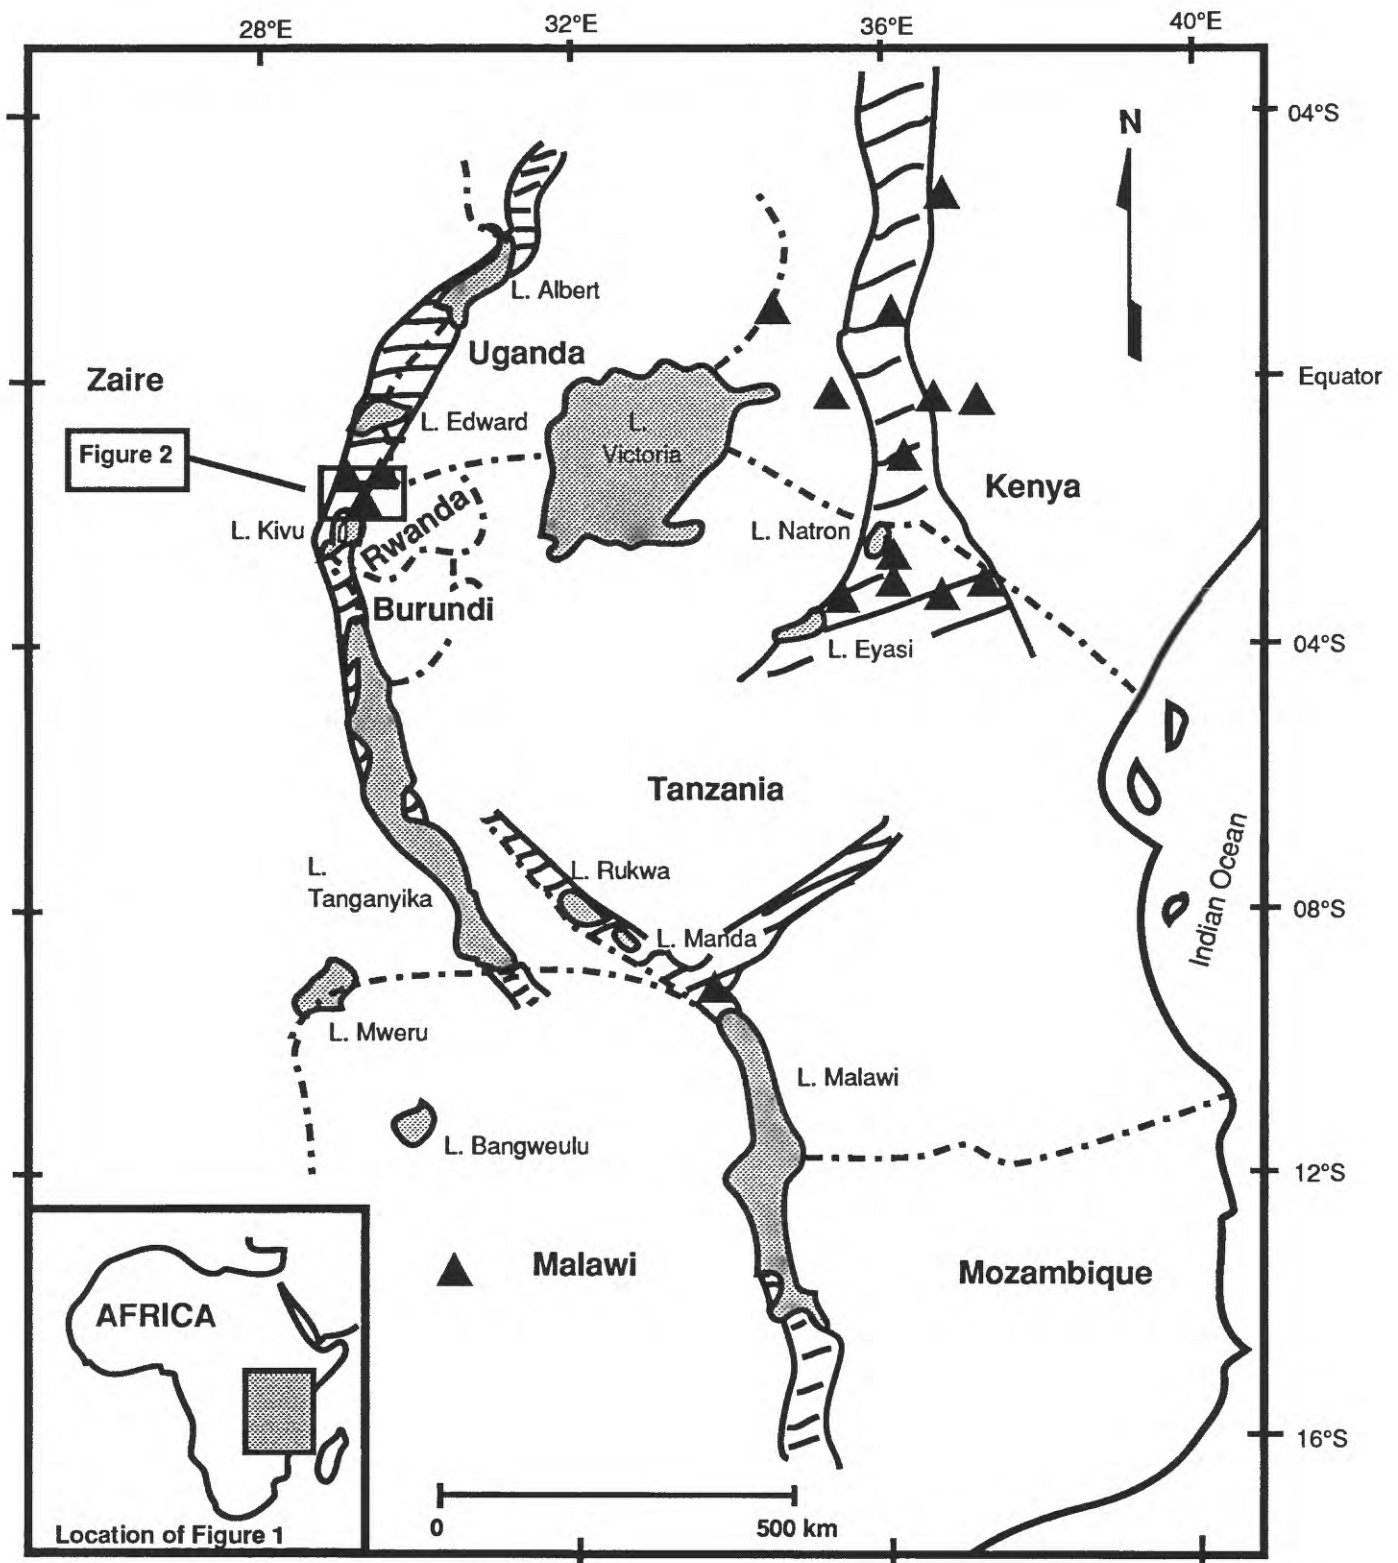 28°E
32°E
36°E
40°E
04°S
N
L. Albert
Uganda
Zaire
Equator
L. Edward
L.
Victoria
Figure 2
Kenya
L. Kivu
Rwanda
L. Natron
Burundi
04°S
L. Eyasi
Tanzania
L. Rukwa
L.
Tanganyika
Indian Ocean
08°S
L. Manda
L. Mweru
L. Malawi
L. Bangweulu
12°S
Malawi
Mozambique
AFRICA
16°S
0
500 km
Location of Figure 1